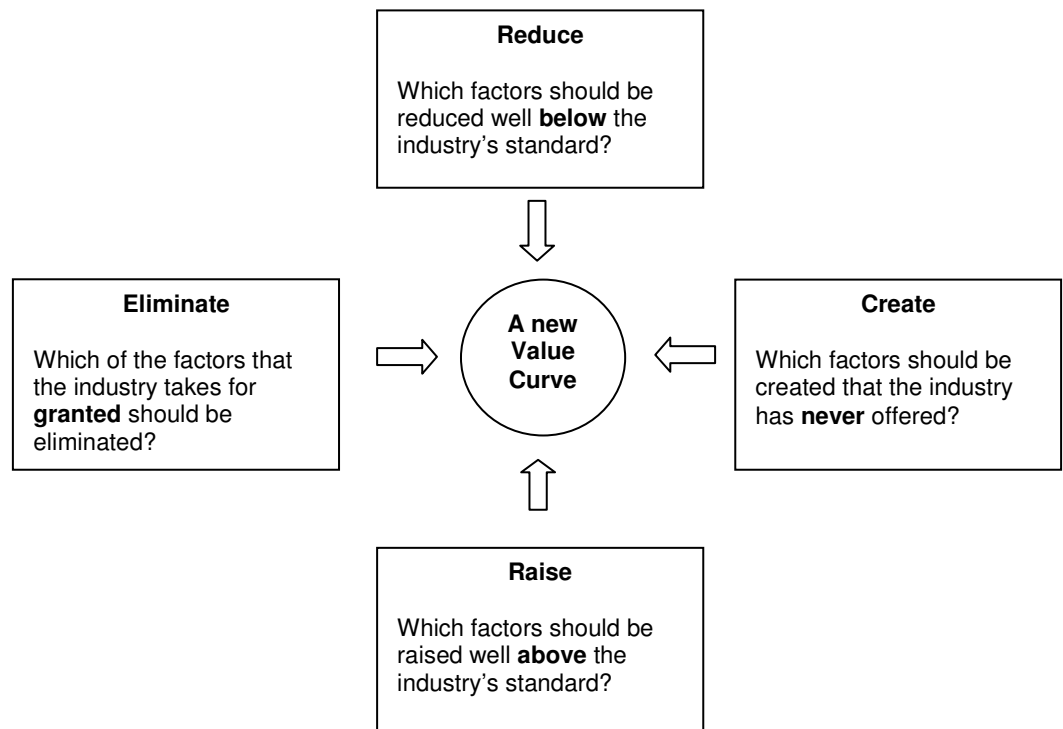 Reduce
Which factors should be
reduced well below the
industry’s standard?
Eliminate
Which of the factors that
the industry takes for
granted should be
eliminated?
A new
Value
Curve
Create
Which factors should be
created that the industry
has never offered?
Raise
Which factors should be
raised well above the
industry’s standard?